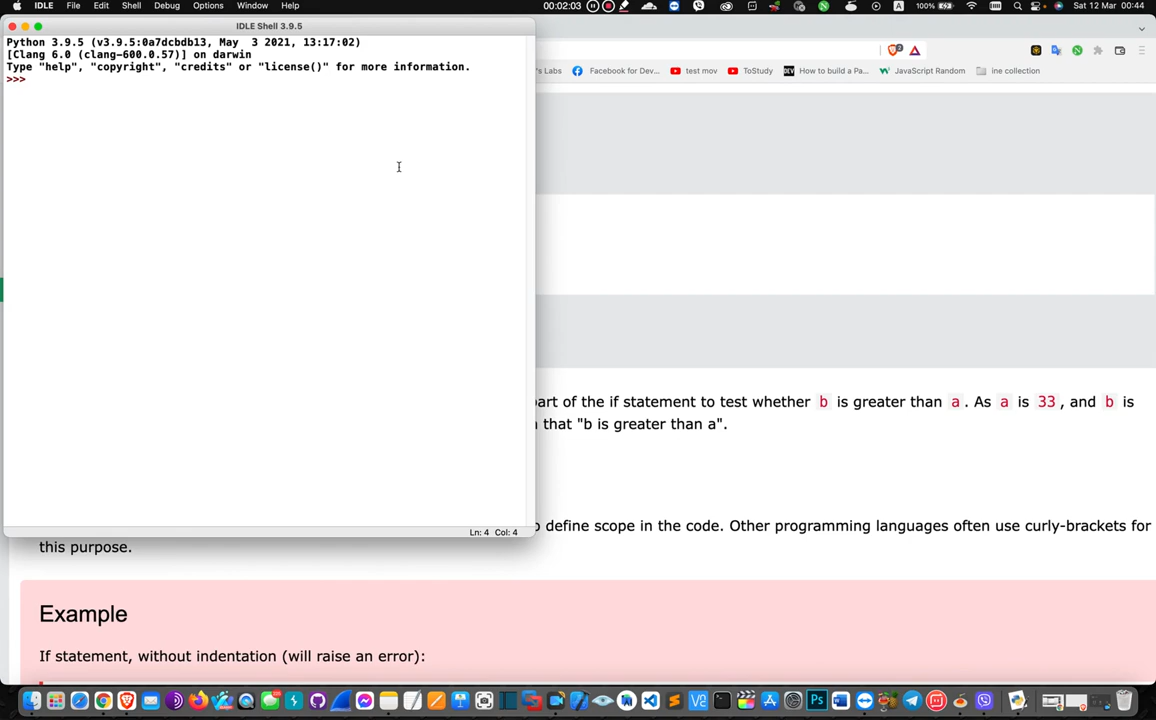 IDLE File Edit Shell Debug Options Window Help 00:02:03 A 100% Sat 12 Mar 00:44
IDLE Shell 3.9.5
Python 3.9.5 (v3.9.5:0a7dcbdb13, May  3 2021, 13:17:02)
[Clang 6.0 (clang-600.0.57)] on darwin
Type "help", "copyright", "credits" or "license()" for more information.
>>>
Ln: 4 Col: 4
's Labs Facebook for Dev... test mov ToStudy How to build a Pa... JavaScript Random ine collection
art of the if statement to test whether b is greater than a. As a is 33, and b is
that "b is greater than a".
define scope in the code. Other programming languages often use curly-brackets for
this purpose.
Example
If statement, without indentation (will raise an error):